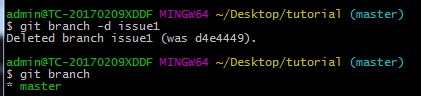 admin@TC-20170209XDDF MINGW64 ~/Desktop/tutorial (master)
$ git branch -d issue1
Deleted branch issue1 (was d4e4449).
admin@TC-20170209XDDF MINGW64 ~/Desktop/tutorial (master)
$ git branch
* master